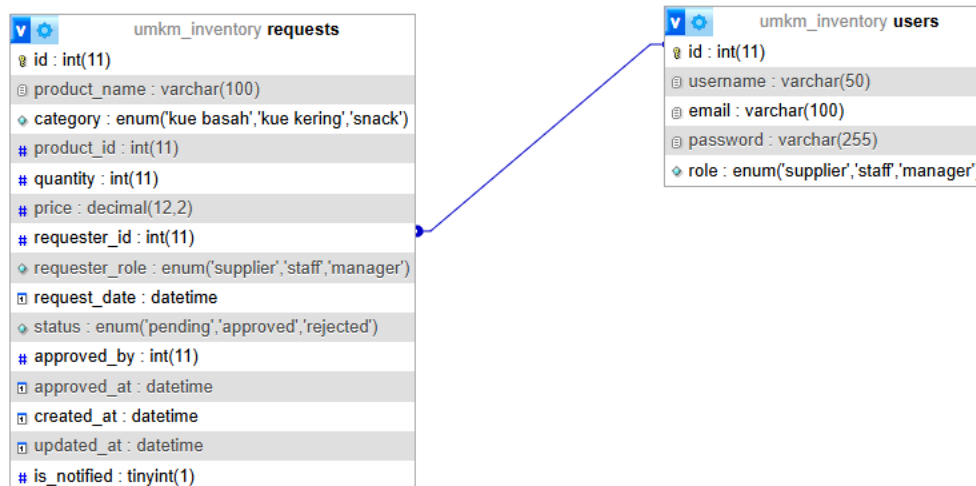 umkm_inventory requests
id : int(11)
product_name : varchar(100)
category : enum('kue basah','kue kering','snack')
# product_id : int(11)
# quantity : int(11)
# price : decimal(12,2)
# requester_id : int(11)
requester_role : enum('supplier','staff','manager')
request_date : datetime
status : enum('pending','approved','rejected')
# approved_by : int(11)
approved_at : datetime
created_at : datetime
updated_at : datetime
# is_notified : tinyint(1)
umkm_inventory users
id : int(11)
username : varchar(50)
email : varchar(100)
password : varchar(255)
role : enum('supplier','staff','manager'